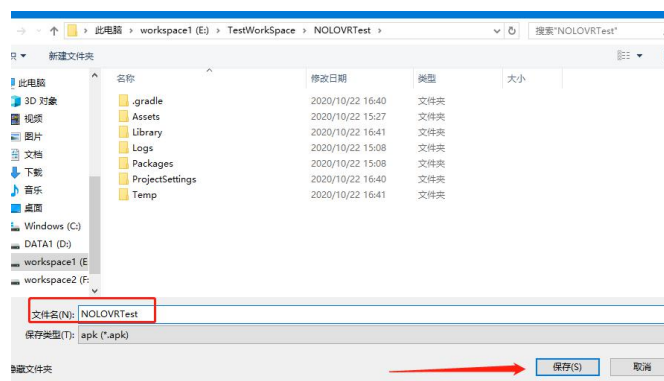 此电脑 > workspace1 (E:) > TestWorkSpace > NOLOVRTest >
搜索"NOLOVRTest"
新建文件夹
名称 修改日期 类型 大小
此电脑
3D 对象
视频
图片
文档
下载
音乐
桌面
Windows (C:)
DATA1 (D:)
workspace1 (E
workspace2 (F:
.gradle 2020/10/22 16:40 文件夹
Assets 2020/10/22 15:27 文件夹
Library 2020/10/22 16:41 文件夹
Logs 2020/10/22 15:08 文件夹
Packages 2020/10/22 15:08 文件夹
ProjectSettings 2020/10/22 16:40 文件夹
Temp 2020/10/22 16:41 文件夹
文件名(N): NOLOVRTest
保存类型(T): apk (*.apk)
隐藏文件夹
保存(S) 取消